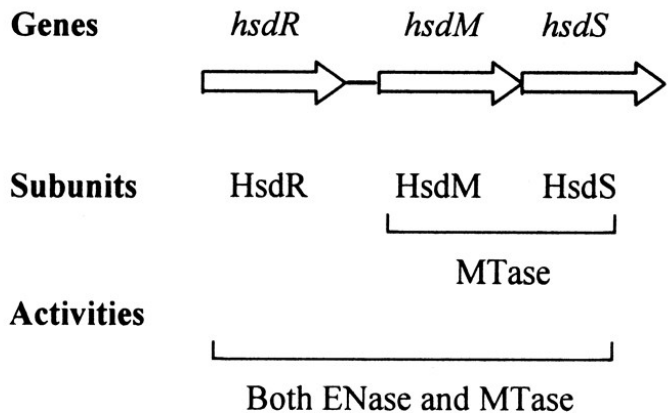 Genes hsdR hsdM hsdS
Subunits HsdR HsdM HsdS
MTase
Activities
Both ENase and MTase